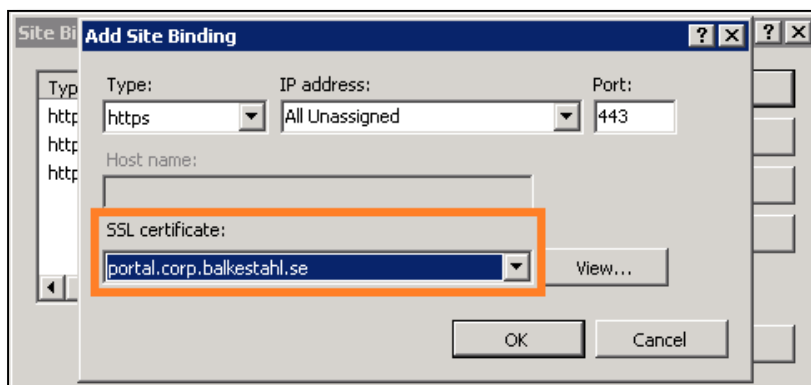 Site Bi
Add Site Binding
Typ
http
http
http
Type:
IP address:
Port:
https
All Unassigned
443
Host name:
SSL certificate:
portal.corp.balkestahl.se
View...
OK
Cancel